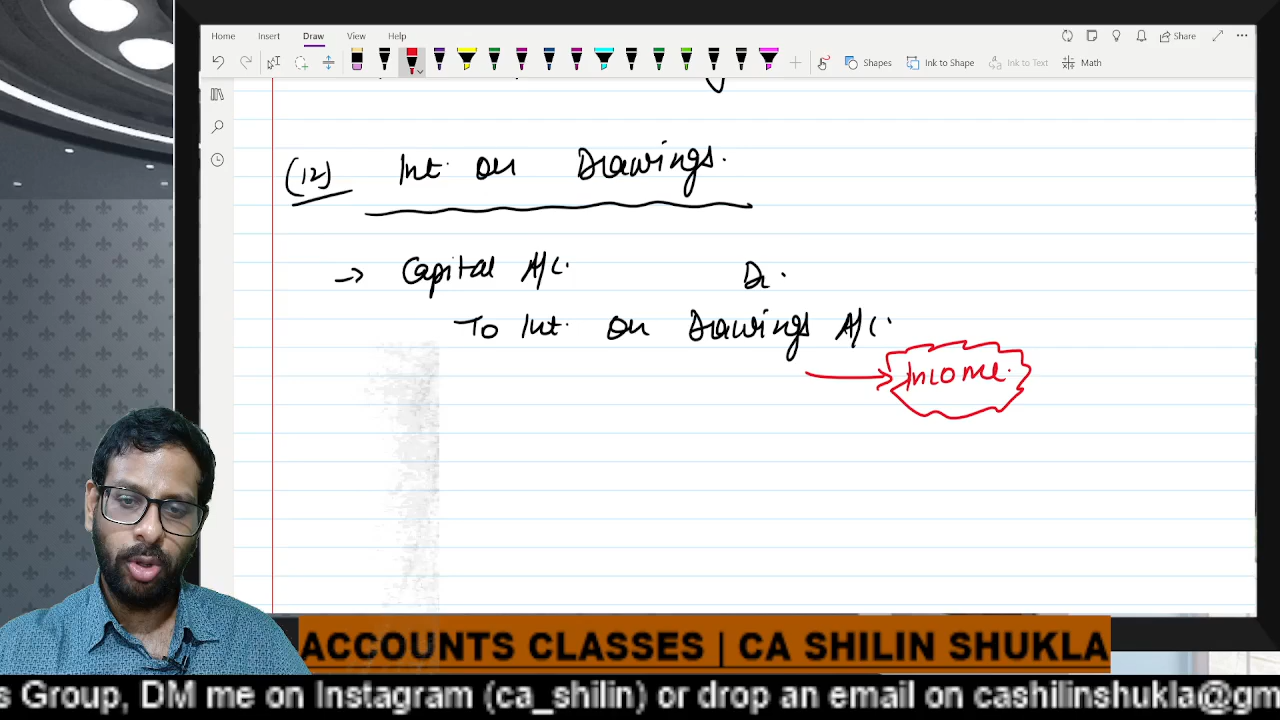 Home Insert Draw View Help
Share
Shapes Ink to Shape Ink to Text Math
(12) Int. on Drawings.
→ Capital A/c. Dr.
To Int. on Drawings A/c.
→ Income.
ACCOUNTS CLASSES | CA SHILIN SHUKLA
s Group, DM me on Instagram (ca_shilin) or drop an email on cashilinshukla@gm